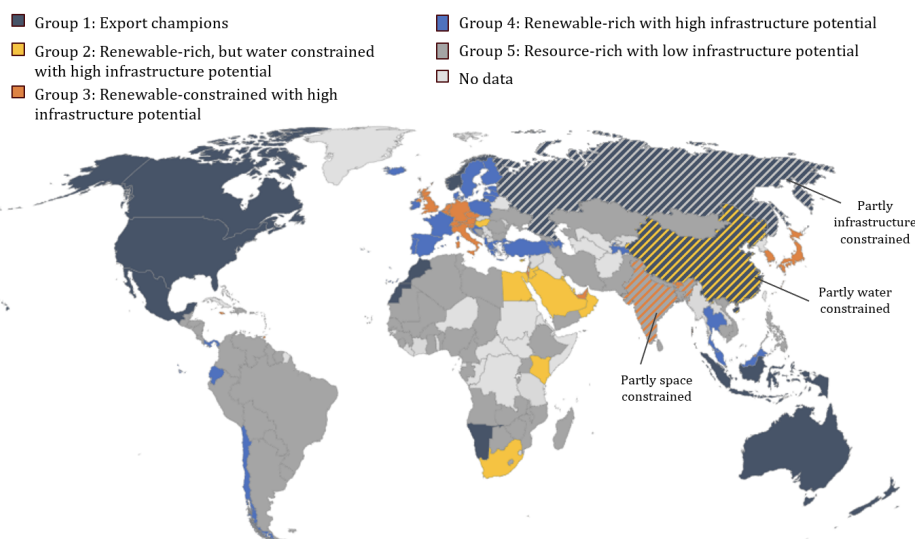 Group 1: Export champions
Group 2: Renewable-rich, but water constrained
with high infrastructure potential
Group 3: Renewable-constrained with high
infrastructure potential
Group 4: Renewable-rich with high infrastructure potential
Group 5: Resource-rich with low infrastructure potential
No data
Partly
infrastructure
constrained
Partly water
constrained
Partly space
constrained